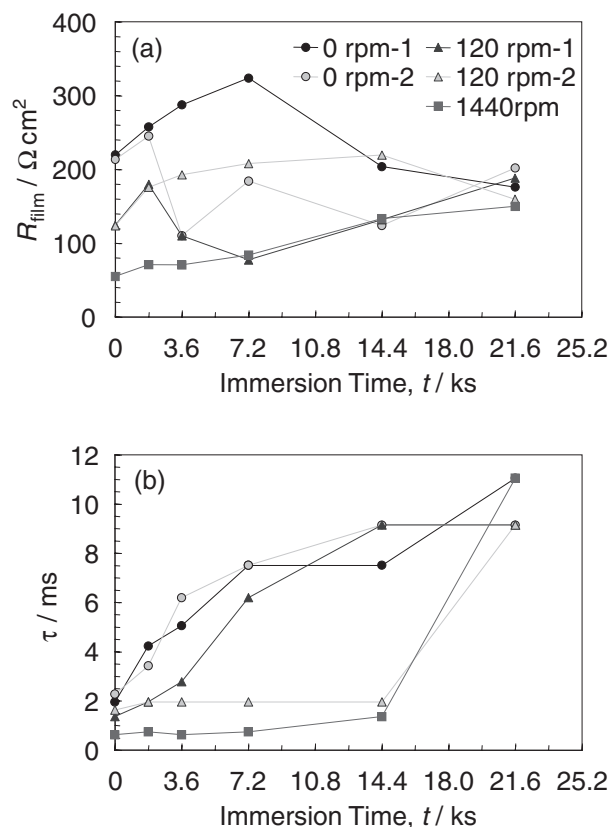 (a)
0 rpm-1
120 rpm-1
0 rpm-2
120 rpm-2
1440rpm
R_film / Ω cm²
400
300
200
100
0
0 3.6 7.2 10.8 14.4 18.0 21.6 25.2
Immersion Time, t / ks
(b)
τ / ms
12
10
8
6
4
2
0
0 3.6 7.2 10.8 14.4 18.0 21.6 25.2
Immersion Time, t / ks